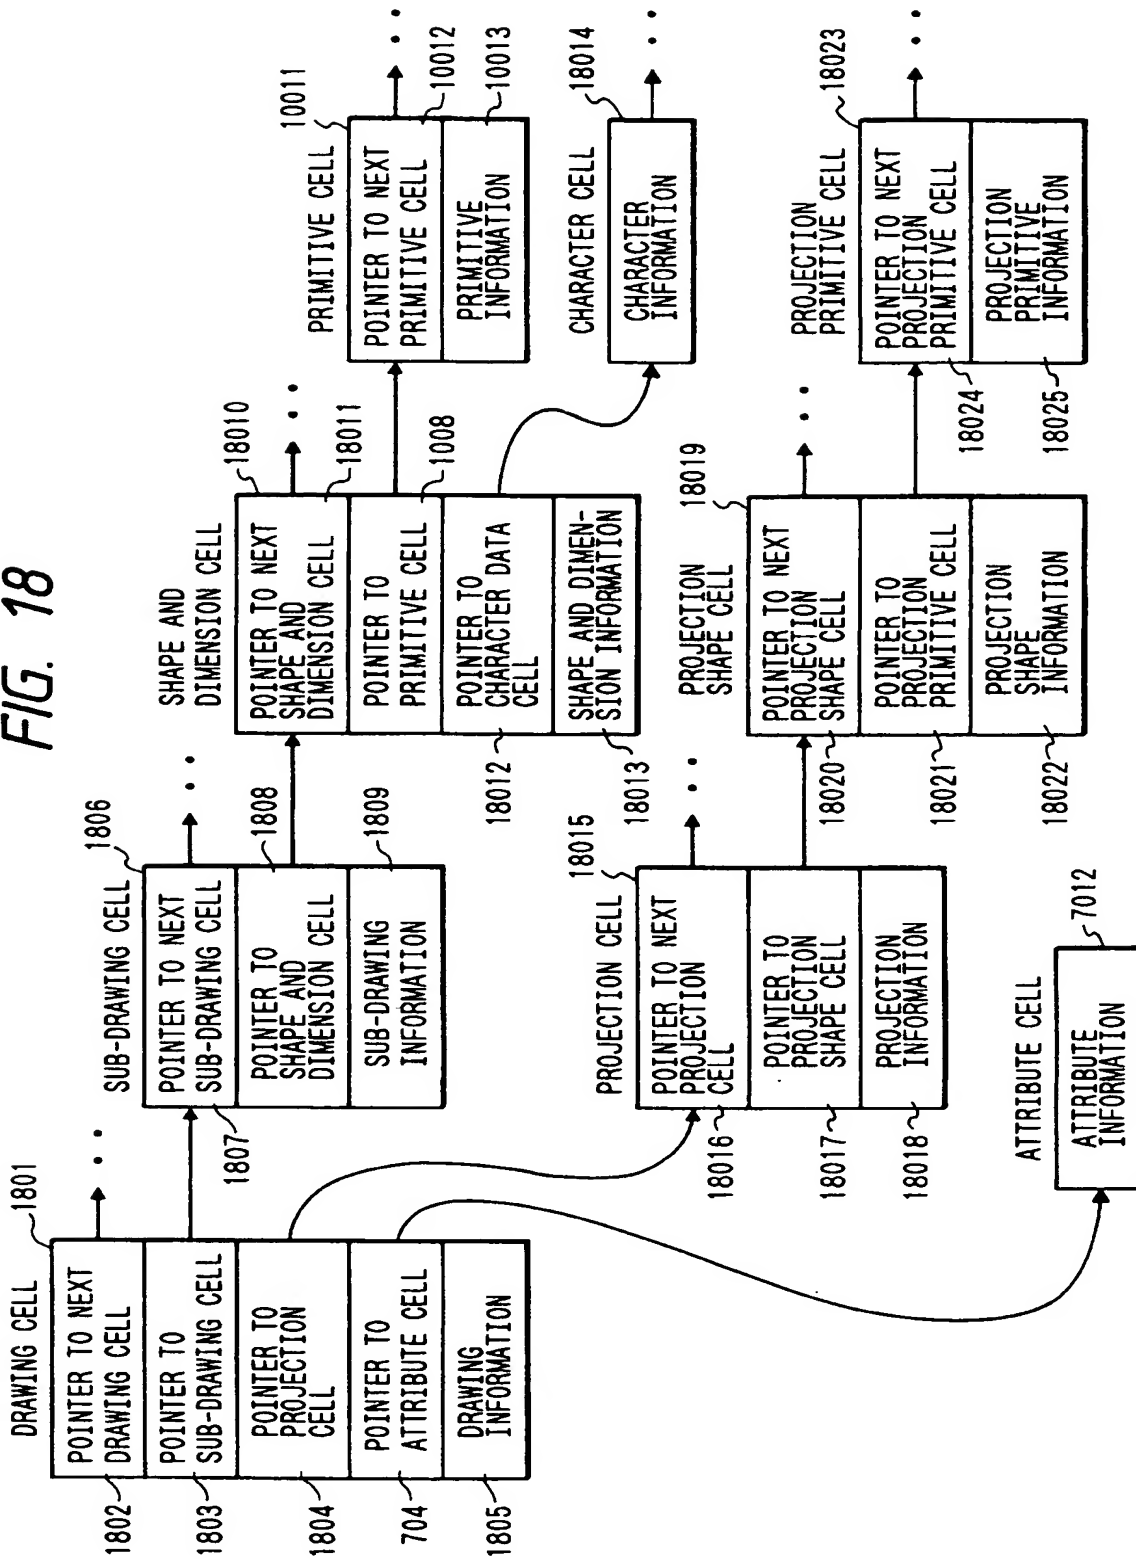 FIG. 18
DRAWING CELL
1801
POINTER TO NEXT
DRAWING CELL
1802
POINTER TO
SUB-DRAWING CELL
1803
POINTER TO
PROJECTION
CELL
1804
POINTER TO
ATTRIBUTE CELL
704
DRAWING
INFORMATION
1805
SUB-DRAWING CELL
1806
POINTER TO NEXT
SUB-DRAWING CELL
1807
POINTER TO
SHAPE AND
DIMENSION CELL
1808
SUB-DRAWING
INFORMATION
1809
SHAPE AND
DIMENSION CELL
18010
POINTER TO NEXT
SHAPE AND
DIMENSION CELL
18011
POINTER TO
PRIMITIVE CELL
1008
POINTER TO
CHARACTER DATA
CELL
18012
SHAPE AND DIMEN-
SION INFORMATION
18013
PRIMITIVE CELL
10011
POINTER TO NEXT
PRIMITIVE CELL
10012
PRIMITIVE
INFORMATION
10013
CHARACTER CELL
18014
CHARACTER
INFORMATION
PROJECTION CELL
18015
POINTER TO NEXT
PROJECTION
CELL
18016
POINTER TO
PROJECTION
SHAPE CELL
18017
PROJECTION
INFORMATION
18018
PROJECTION
SHAPE CELL
18019
POINTER TO NEXT
PROJECTION
SHAPE CELL
18020
POINTER TO
PROJECTION
PRIMITIVE CELL
18021
PROJECTION
SHAPE
INFORMATION
18022
PROJECTION
PRIMITIVE CELL
18023
POINTER TO NEXT
PROJECTION
PRIMITIVE CELL
18024
PROJECTION
PRIMITIVE
INFORMATION
18025
ATTRIBUTE CELL
7012
ATTRIBUTE
INFORMATION